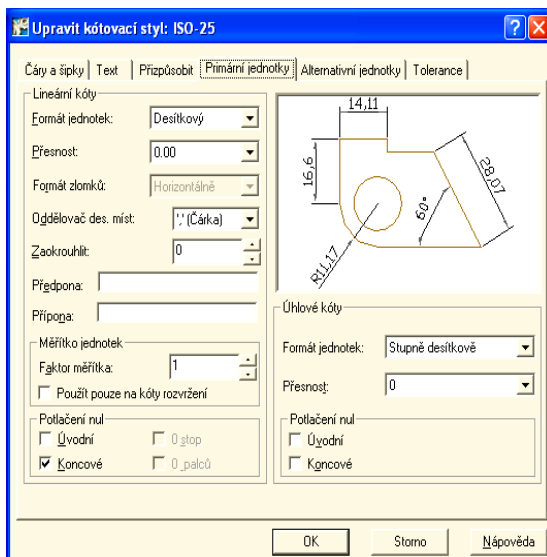 Upravit kótovací styl: ISO-25
Čáry a šipky Text Přizpůsobit Primární jednotky Alternativní jednotky Tolerance
Lineární kóty
Formát jednotek: Desítkový
Přesnost: 0.00
Formát zlomků: Horizontálně
Oddělovač des. míst: ',' (Čárka)
Zaokrouhlit: 0
Předpona:
Přípona:
Měřítko jednotek
Faktor měřítka: 1
Použít pouze na kóty rozvržení
Potlačení nul
Úvodní 0 stop
Koncové 0 palců
14,11
16,6
28,07
60°
R11,17
Úhlové kóty
Formát jednotek: Stupně desítkově
Přesnost: 0
Potlačení nul
Úvodní
Koncové
OK Storno Nápověda